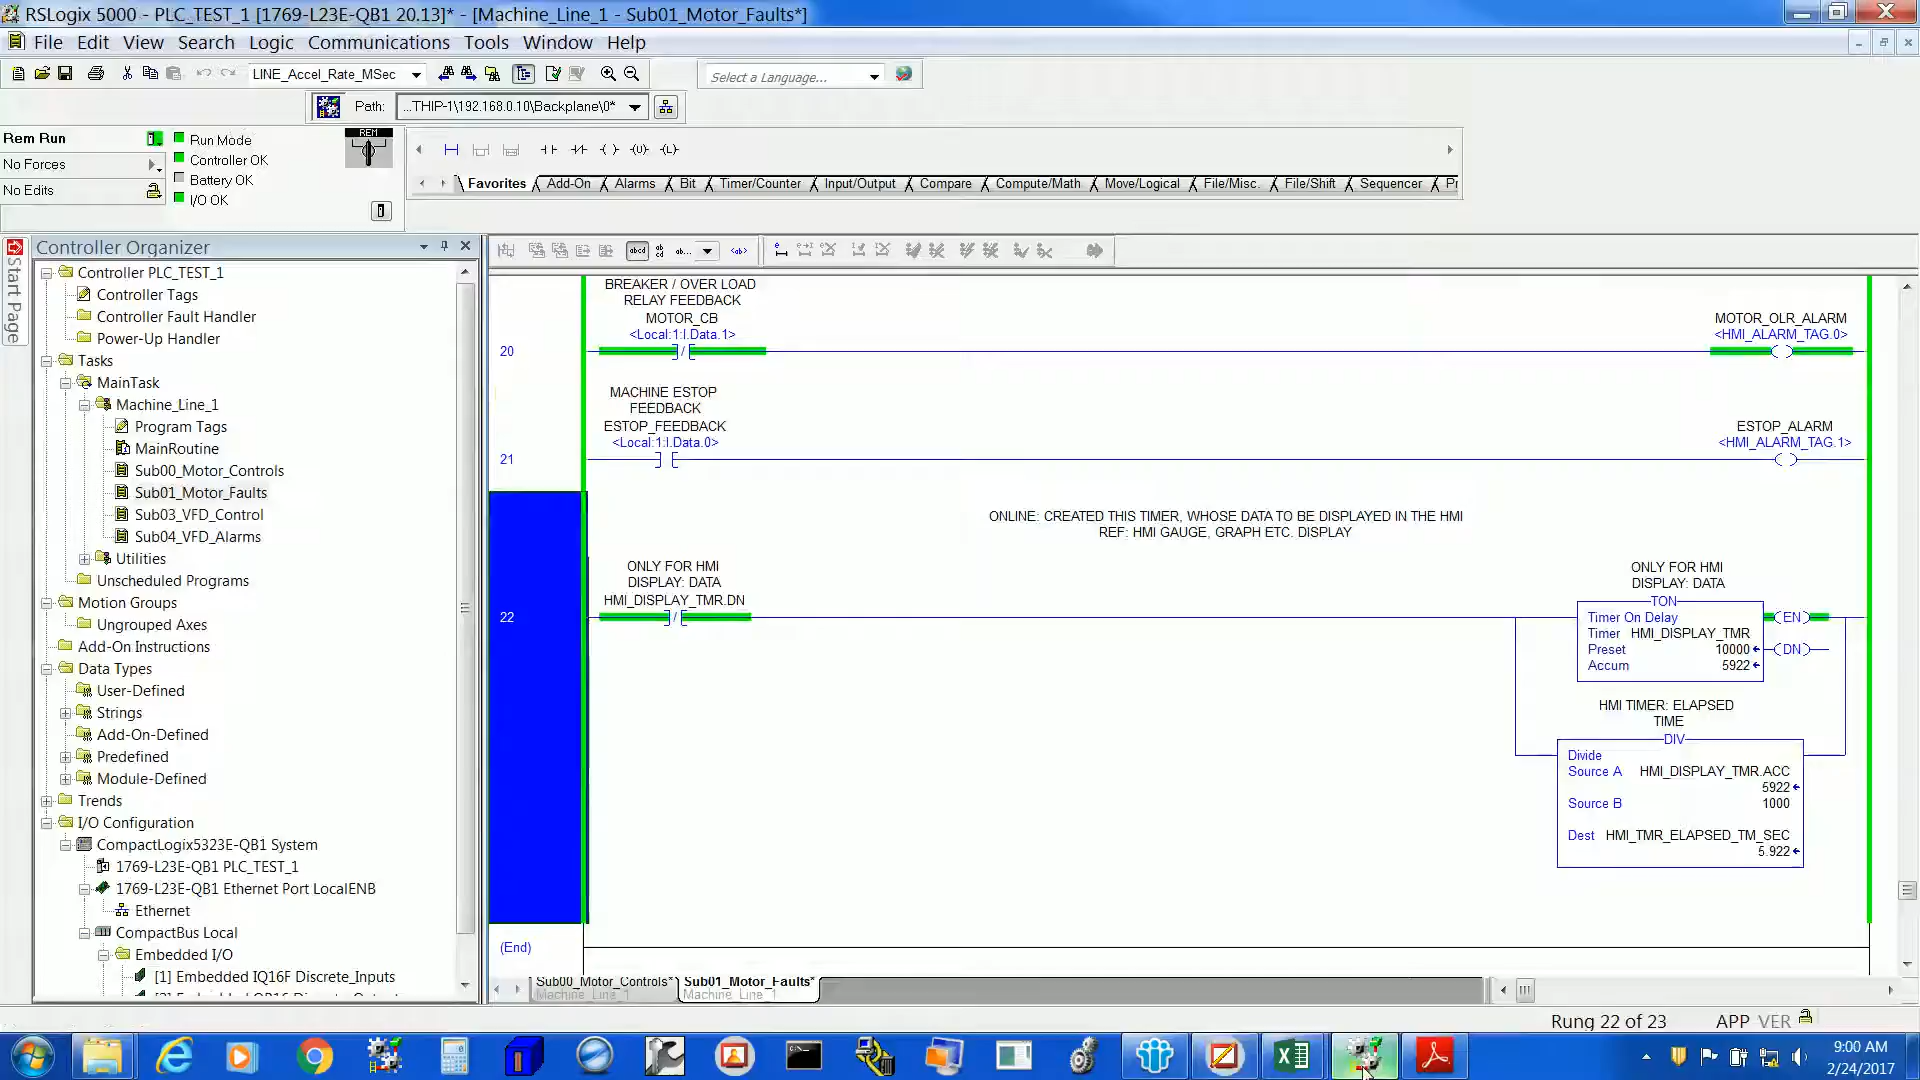 RSLogix 5000 - PLC_TEST_1 [1769-L23E-QB1 20.13]* - [Machine_Line_1 - Sub01_Motor_Faults*]
File Edit View Search Logic Communications Tools Window Help
LINE_Accel_Rate_MSec
Select a Language...
Path: ...THIP-1\192.168.0.10\Backplane\0*
Rem Run
No Forces
No Edits
Run Mode
Controller OK
Battery OK
I/O OK
REM
Favorites Add-On Alarms Bit Timer/Counter Input/Output Compare Compute/Math Move/Logical File/Misc. File/Shift Sequencer
Start Page
Controller Organizer
Controller PLC_TEST_1
Controller Tags
Controller Fault Handler
Power-Up Handler
Tasks
MainTask
Machine_Line_1
Program Tags
MainRoutine
Sub00_Motor_Controls
Sub01_Motor_Faults
Sub03_VFD_Control
Sub04_VFD_Alarms
Utilities
Unscheduled Programs
Motion Groups
Ungrouped Axes
Add-On Instructions
Data Types
User-Defined
Strings
Add-On-Defined
Predefined
Module-Defined
Trends
I/O Configuration
CompactLogix5323E-QB1 System
1769-L23E-QB1 PLC_TEST_1
1769-L23E-QB1 Ethernet Port LocalENB
Ethernet
CompactBus Local
Embedded I/O
[1] Embedded IQ16F Discrete_Inputs
BREAKER / OVER LOAD
RELAY FEEDBACK
MOTOR_CB
<Local:1:I.Data.1>
MOTOR_OLR_ALARM
<HMI_ALARM_TAG.0>
20
MACHINE ESTOP
FEEDBACK
ESTOP_FEEDBACK
<Local:1:I.Data.0>
ESTOP_ALARM
<HMI_ALARM_TAG.1>
21
ONLINE: CREATED THIS TIMER, WHOSE DATA TO BE DISPLAYED IN THE HMI
REF: HMI GAUGE, GRAPH ETC. DISPLAY
ONLY FOR HMI
DISPLAY: DATA
HMI_DISPLAY_TMR.DN
22
ONLY FOR HMI
DISPLAY: DATA
TON
Timer On Delay
Timer HMI_DISPLAY_TMR
Preset 10000
Accum 5922
EN
DN
HMI TIMER: ELAPSED
TIME
DIV
Divide
Source A HMI_DISPLAY_TMR.ACC
5922
Source B 1000
Dest HMI_TMR_ELAPSED_TM_SEC
5.922
(End)
Sub00_Motor_Controls* Sub01_Motor_Faults*
Machine_Line_1 Machine_Line_1
Rung 22 of 23 APP VER
9:00 AM
2/24/2017